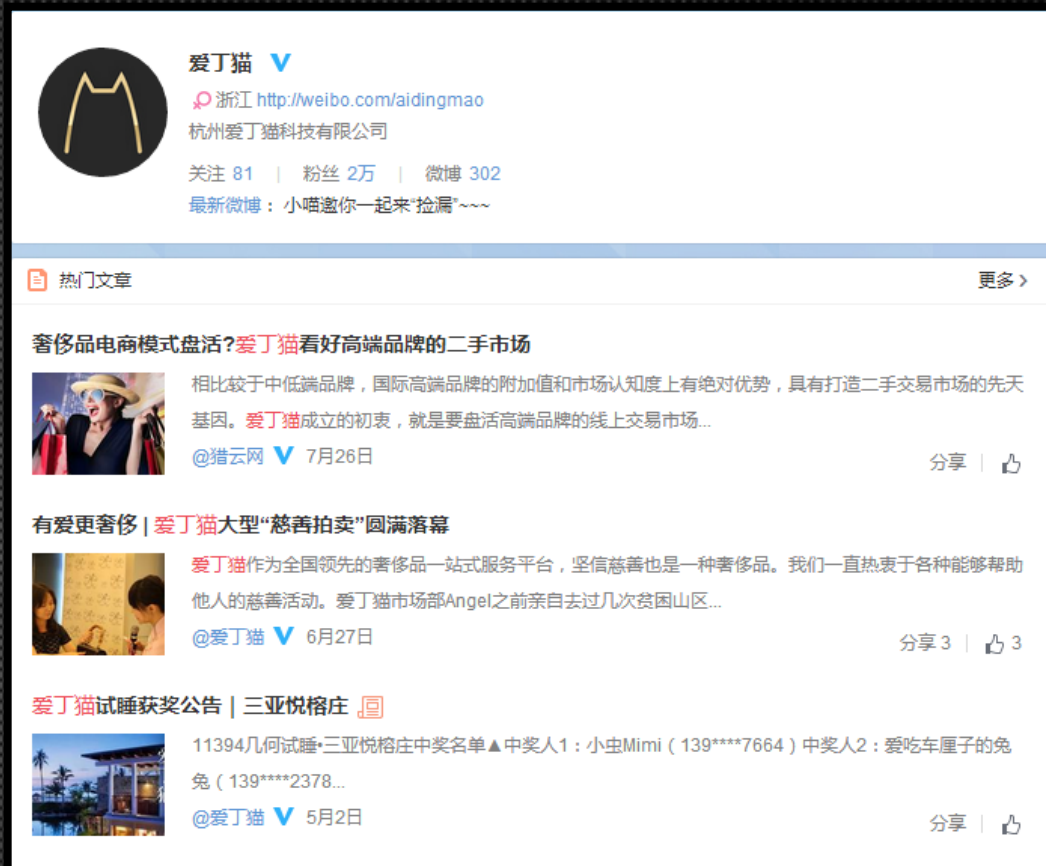 爱丁猫
浙江 http://weibo.com/aidingmao
杭州爱丁猫科技有限公司
关注 81 | 粉丝 2万 | 微博 302
最新微博：小喵邀你一起来“捡漏”~~~
热门文章 更多
奢侈品电商模式盘活?爱丁猫看好高端品牌的二手市场
相比较于中低端品牌，国际高端品牌的附加值和市场认知度上有绝对优势，具有打造二手交易市场的先天
基因。爱丁猫成立的初衷，就是要盘活高端品牌的线上交易市场...
@猎云网 7月26日
分享
有爱更奢侈 | 爱丁猫大型“慈善拍卖”圆满落幕
爱丁猫作为全国领先的奢侈品一站式服务平台，坚信慈善也是一种奢侈品。我们一直热衷于各种能够帮助
他人的慈善活动。爱丁猫市场部Angel之前亲自去过几次贫困山区...
@爱丁猫 6月27日
分享 3 | 3
爱丁猫试睡获奖公告｜三亚悦榕庄
11394几何试睡•三亚悦榕庄中奖名单▲中奖人1：小虫Mimi（139****7664）中奖人2：爱吃车厘子的兔
兔（139****2378...
@爱丁猫 5月2日
分享